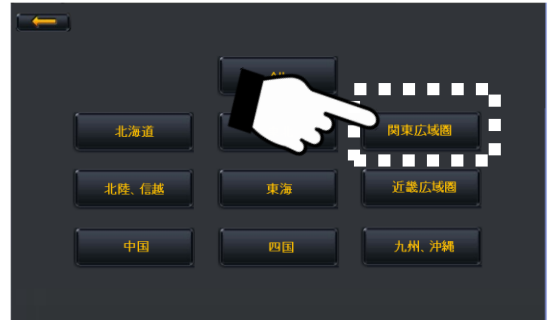 北海道
関東広域圏
北陸、信越
東海
近畿広域圏
中国
四国
九州、沖縄